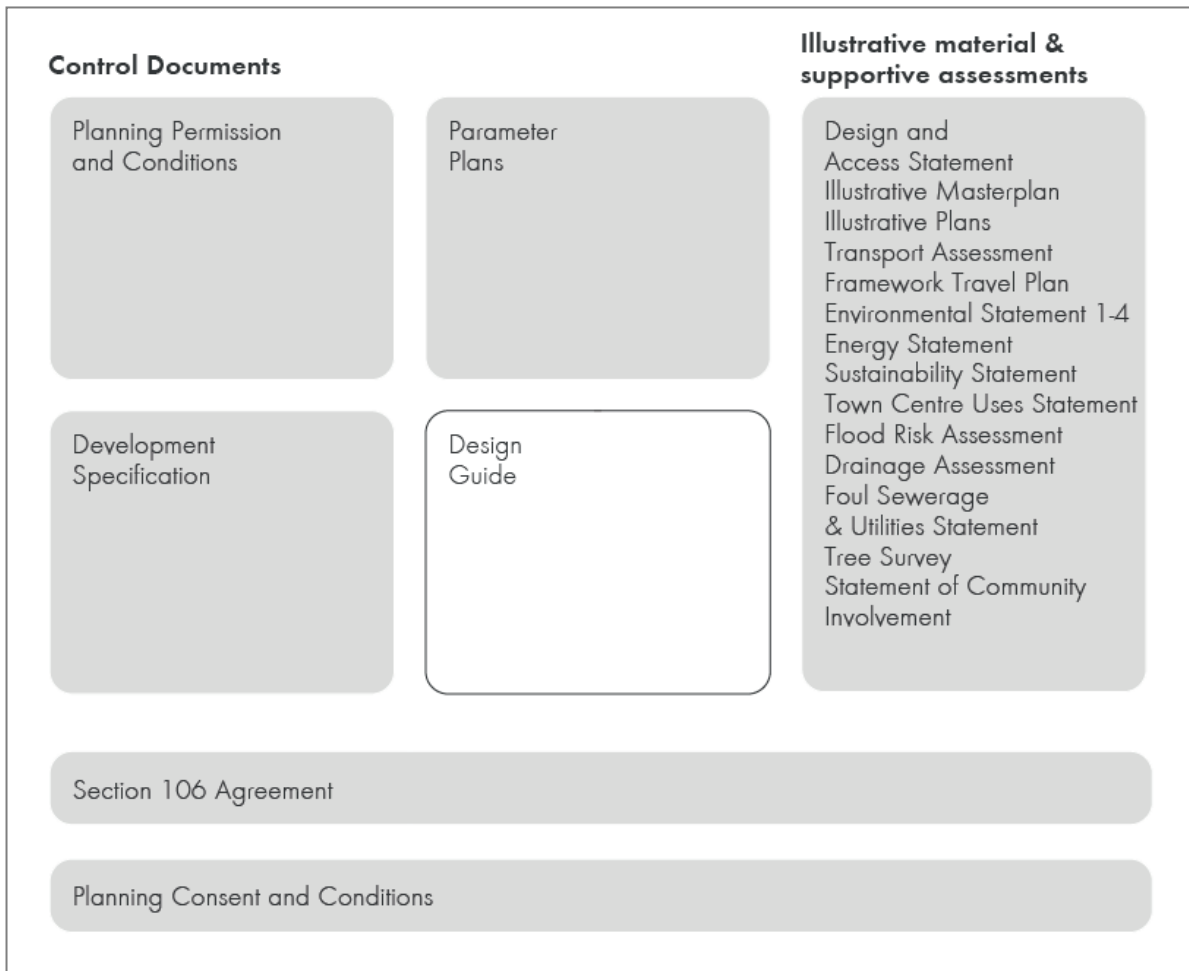 Control Documents
Planning Permission
and Conditions
Parameter
Plans
Development
Specification
Design
Guide
Illustrative material &
supportive assessments
Design and
Access Statement
Illustrative Masterplan
Illustrative Plans
Transport Assessment
Framework Travel Plan
Environmental Statement 1-4
Energy Statement
Sustainability Statement
Town Centre Uses Statement
Flood Risk Assessment
Drainage Assessment
Foul Sewerage
& Utilities Statement
Tree Survey
Statement of Community
Involvement
Section 106 Agreement
Planning Consent and Conditions